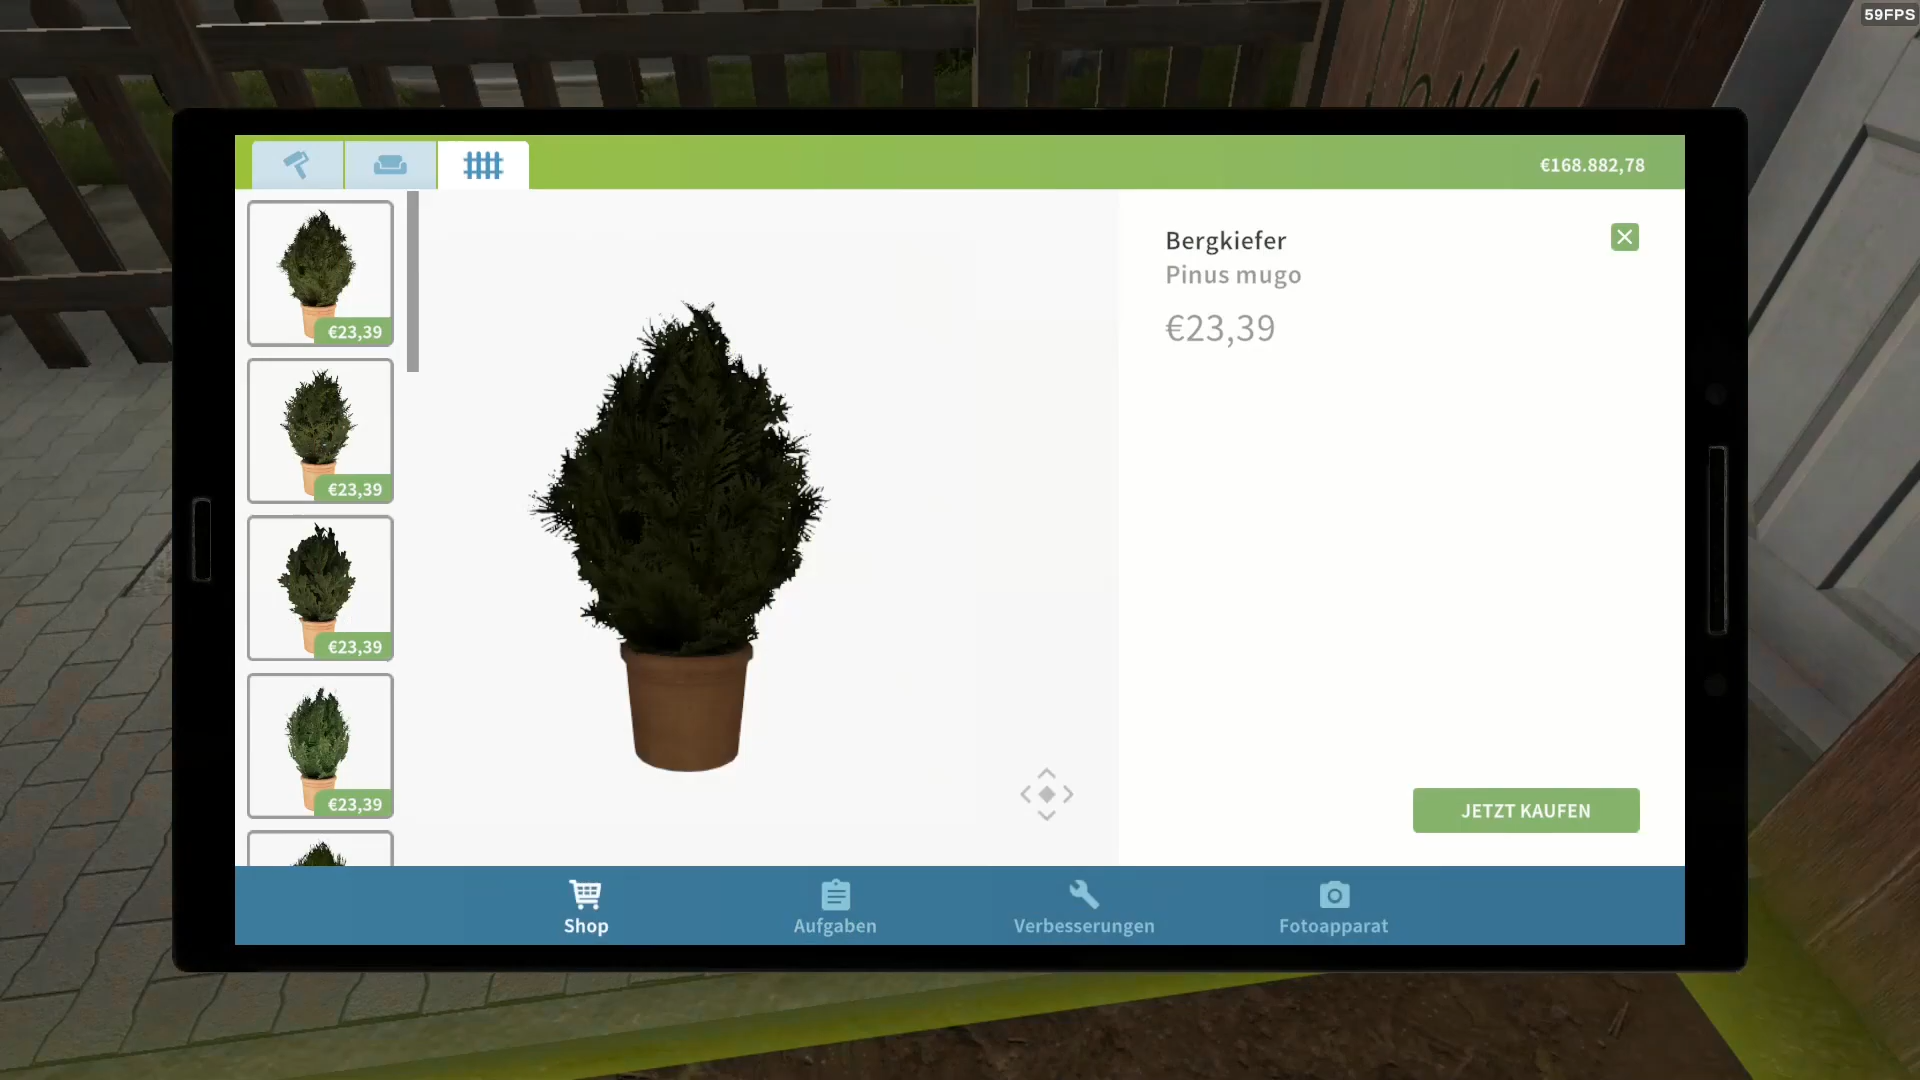 59FPS
€168.882,78
€23,39
€23,39
€23,39
€23,39
Bergkiefer
Pinus mugo
€23,39
JETZT KAUFEN
Shop
Aufgaben
Verbesserungen
Fotoapparat